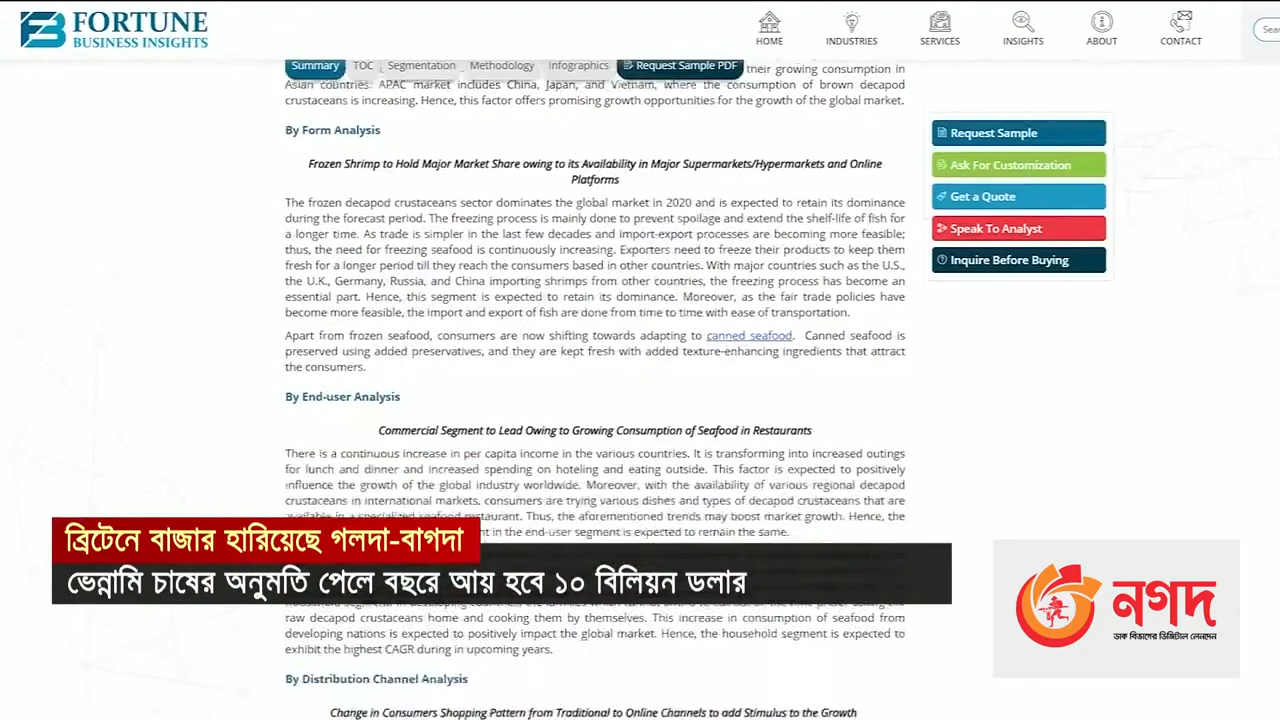 FORTUNE
BUSINESS INSIGHTS
HOME
INDUSTRIES
SERVICES
INSIGHTS
ABOUT
CONTACT
Summary
TOC
Segmentation
Methodology
Infographics
Request Sample PDF
their growing consumption in
Asian countries. APAC market includes China, Japan, and Vietnam, where the consumption of brown decapod
crustaceans is increasing. Hence, this factor offers promising growth opportunities for the growth of the global market.
By Form Analysis
Frozen Shrimp to Hold Major Market Share owing to its Availability in Major Supermarkets/Hypermarkets and Online
Platforms
The frozen decapod crustaceans sector dominates the global market in 2020 and is expected to retain its dominance
during the forecast period. The freezing process is mainly done to prevent spoilage and extend the shelf-life of fish for
a longer time. As trade is simpler in the last few decades and import-export processes are becoming more feasible;
thus, the need for freezing seafood is continuously increasing. Exporters need to freeze their products to keep them
fresh for a longer period till they reach the consumers based in other countries. With major countries such as the U.S.,
the U.K., Germany, Russia, and China importing shrimps from other countries, the freezing process has become an
essential part. Hence, this segment is expected to retain its dominance. Moreover, as the fair trade policies have
become more feasible, the import and export of fish are done from time to time with ease of transportation.
Apart from frozen seafood, consumers are now shifting towards adapting to canned seafood. Canned seafood is
preserved using added preservatives, and they are kept fresh with added texture-enhancing ingredients that attract
the consumers.
By End-user Analysis
Commercial Segment to Lead Owing to Growing Consumption of Seafood in Restaurants
There is a continuous increase in per capita income in the various countries. It is transforming into increased outings
for lunch and dinner and increased spending on hoteling and eating outside. This factor is expected to positively
influence the growth of the global industry worldwide. Moreover, with the availability of various regional decapod
crustaceans in international markets, consumers are trying various dishes and types of decapod crustaceans that are
available in a specialized seafood restaurant. Thus, the aforementioned trends may boost market growth. Hence, the
in the end-user segment is expected to remain the same.
raw decapod crustaceans home and cooking them by themselves. This increase in consumption of seafood from
developing nations is expected to positively impact the global market. Hence, the household segment is expected to
exhibit the highest CAGR during in upcoming years.
By Distribution Channel Analysis
Change in Consumers Shopping Pattern from Traditional to Online Channels to add Stimulus to the Growth
Request Sample
Ask For Customization
Get a Quote
Speak To Analyst
Inquire Before Buying
ব্রিটেনে বাজার হারিয়েছে গলদা-বাগদা
ভেন্নামি চাষের অনুমতি পেলে বছরে আয় হবে ১০ বিলিয়ন ডলার
নগদ
ডাক বিভাগের ডিজিটাল লেনদেন